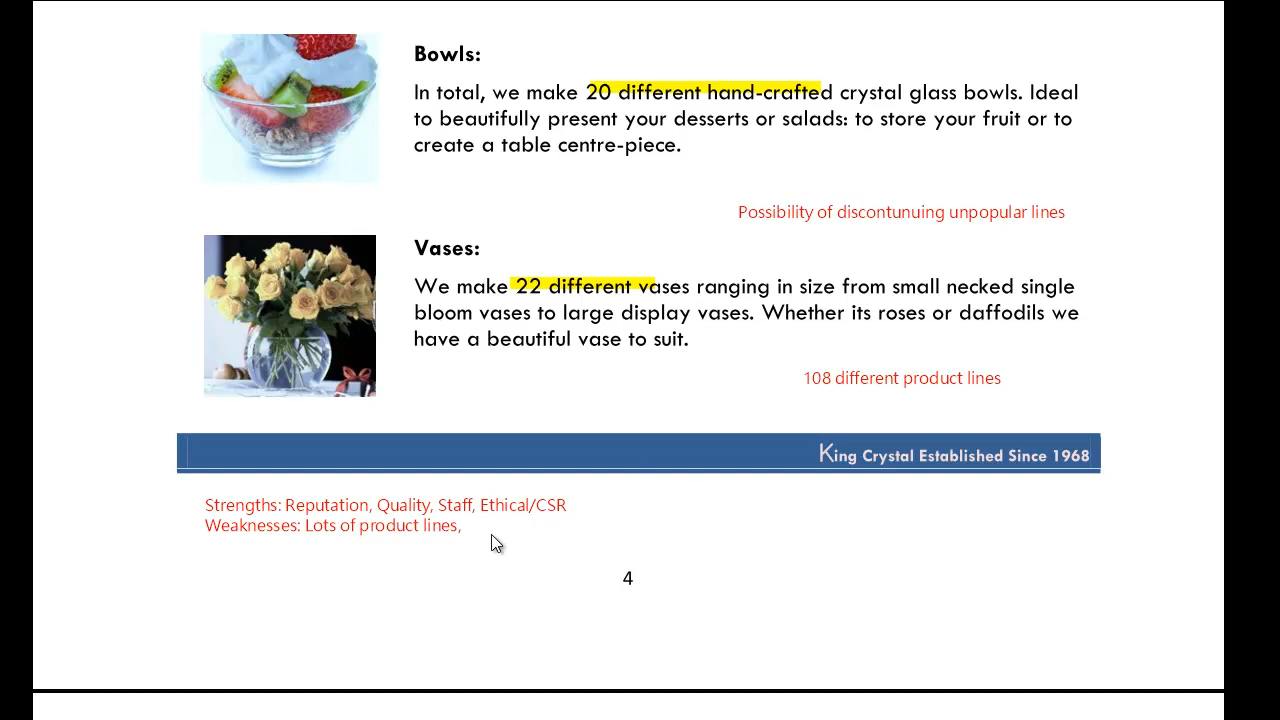 Bowls:
In total, we make 20 different hand-crafted crystal glass bowls. Ideal
to beautifully present your desserts or salads: to store your fruit or to
create a table centre-piece.
Possibility of discontunuing unpopular lines
Vases:
We make 22 different vases ranging in size from small necked single
bloom vases to large display vases. Whether its roses or daffodils we
have a beautiful vase to suit.
108 different product lines
King Crystal Established Since 1968
Strengths: Reputation, Quality, Staff, Ethical/CSR
Weaknesses: Lots of product lines,
4